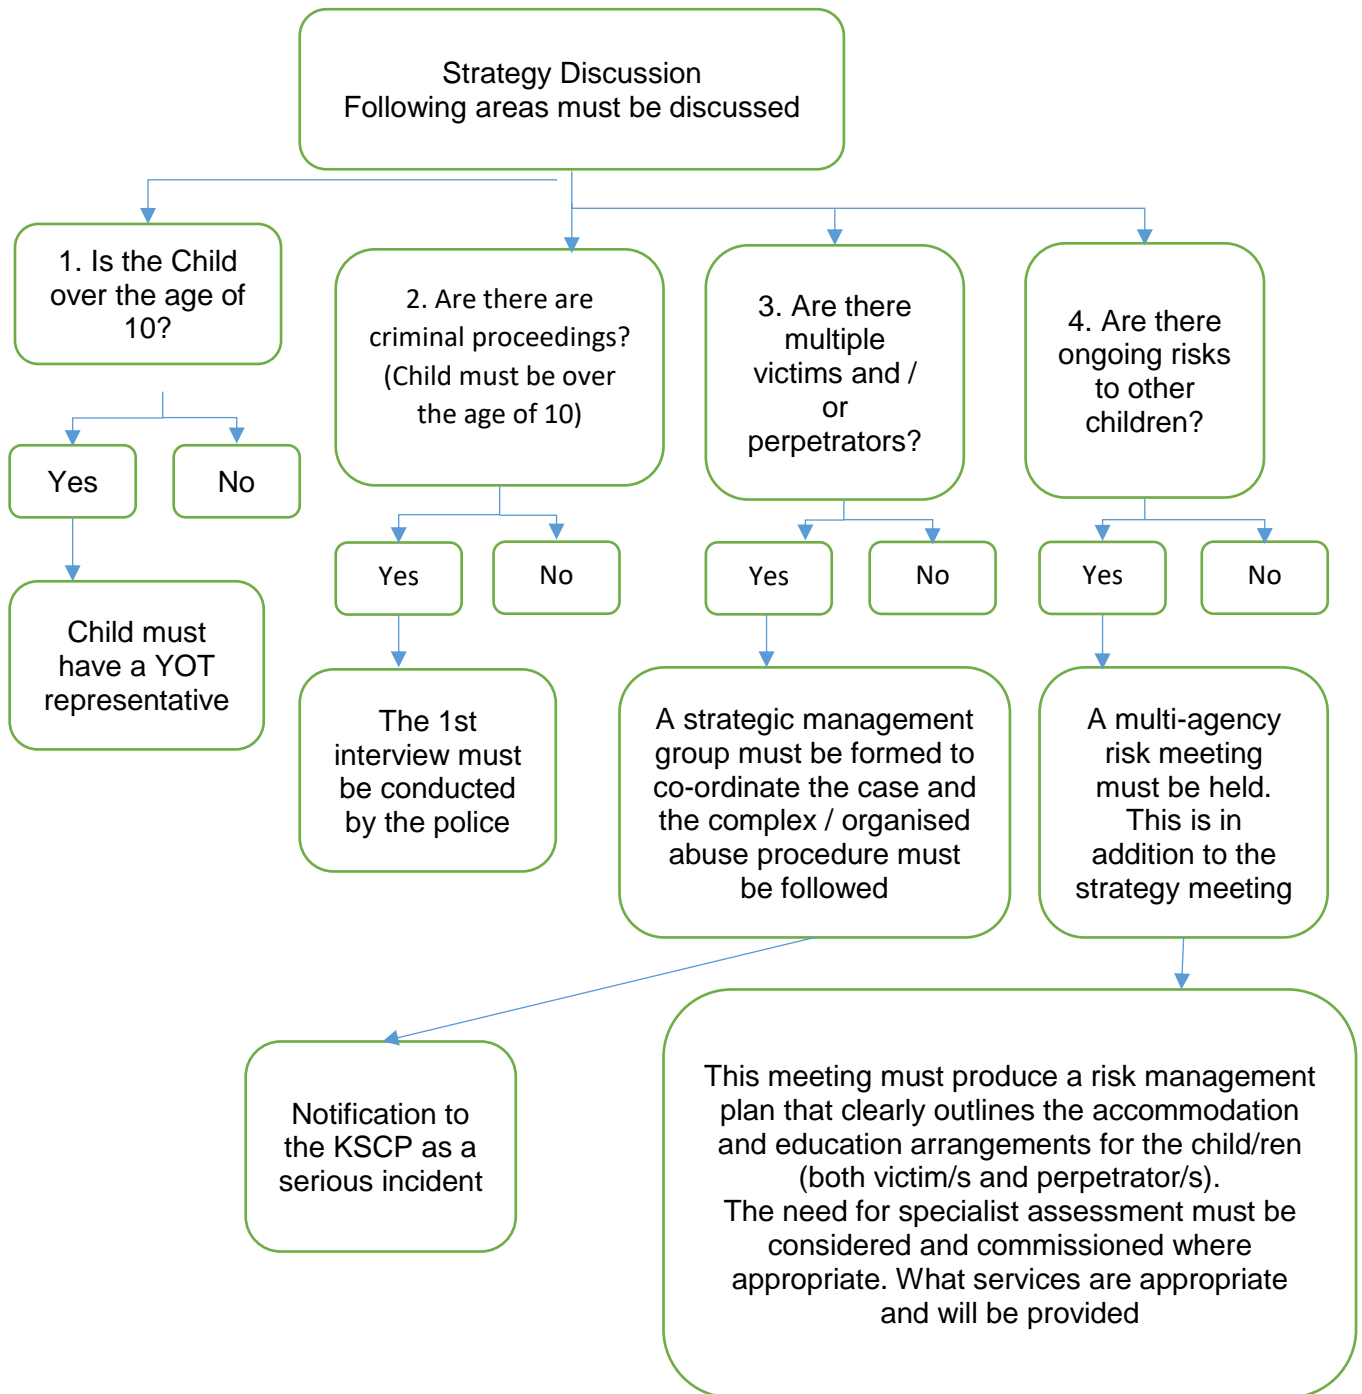 Strategy Discussion
Following areas must be discussed
1. Is the Child
over the age of
10?
Yes
No
Child must
have a YOT
representative
2. Are there are
criminal proceedings?
(Child must be over
the age of 10)
Yes
No
The 1st
interview must
be conducted
by the police
3. Are there
multiple
victims and /
or
perpetrators?
Yes
No
A strategic management
group must be formed to
co-ordinate the case and
the complex / organised
abuse procedure must
be followed
Notification to
the KSCP as a
serious incident
4. Are there
ongoing risks
to other
children?
Yes
No
A multi-agency
risk meeting
must be held.
This is in
addition to the
strategy meeting
This meeting must produce a risk management
plan that clearly outlines the accommodation
and education arrangements for the child/ren
(both victim/s and perpetrator/s).
The need for specialist assessment must be
considered and commissioned where
appropriate. What services are appropriate
and will be provided